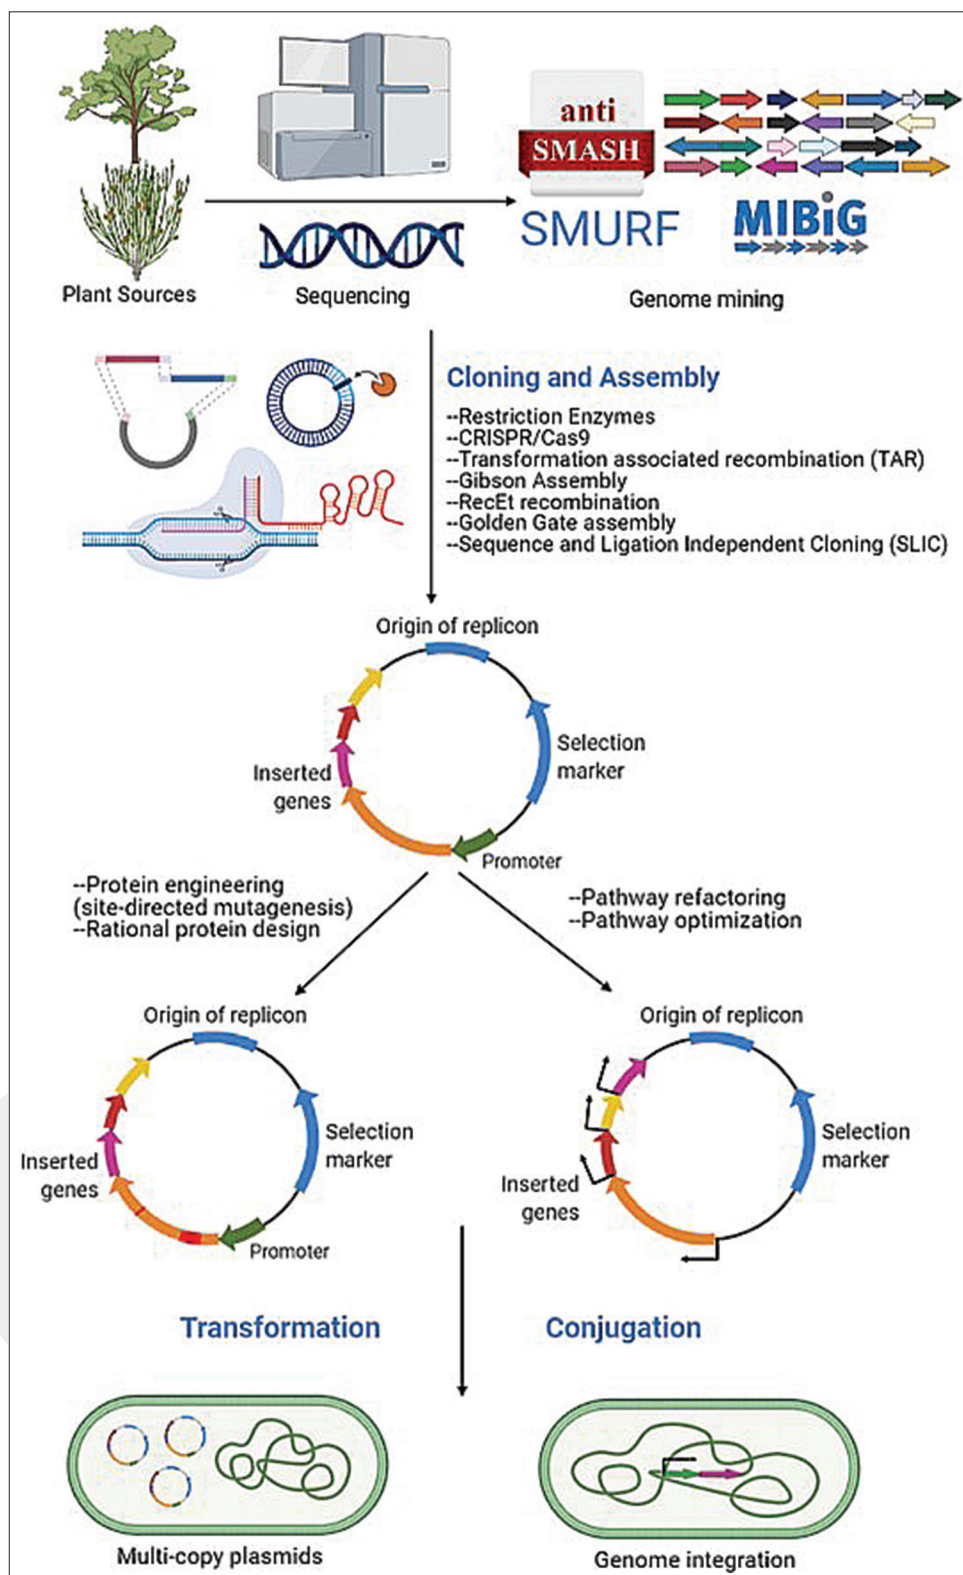 anti
SMASH
SMURF
MIBiG
Plant Sources
Sequencing
Genome mining
Cloning and Assembly
--Restriction Enzymes
--CRISPR/Cas9
--Transformation associated recombination (TAR)
--Gibson Assembly
--RecEt recombination
--Golden Gate assembly
--Sequence and Ligation Independent Cloning (SLIC)
Origin of replicon
Selection
marker
Inserted
genes
Promoter
--Protein engineering
(site-directed mutagenesis)
--Rational protein design
--Pathway refactoring
--Pathway optimization
Origin of replicon
Selection
marker
Inserted
genes
Promoter
Origin of replicon
Selection
marker
Inserted
genes
Transformation
Conjugation
Multi-copy plasmids
Genome integration